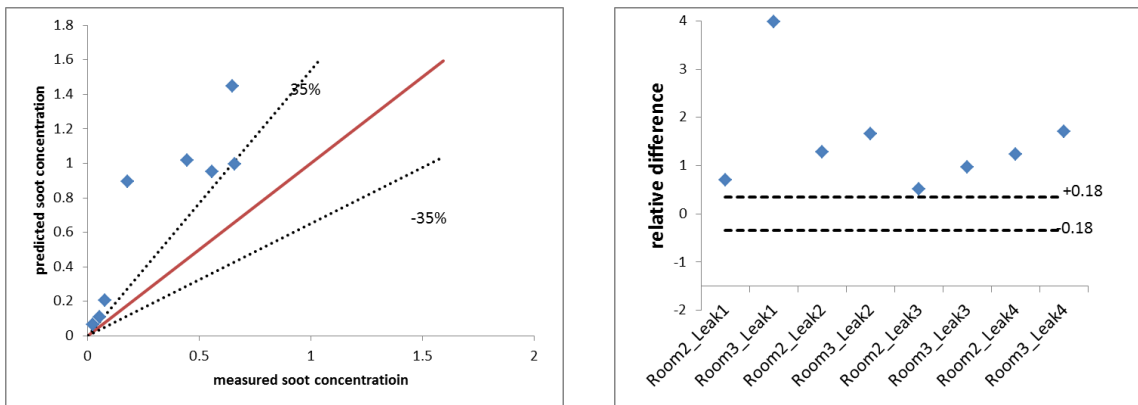 1.8
1.6
1.4
1.2
1
0.8
0.6
0.4
0.2
0
0
0.5
1
1.5
2
35%
-35%
predicted soot concentration
measured soot concentratioin
4
3
2
1
0
-1
-2
+0.18
-0.18
relative difference
Room2_Leak1
Room3_Leak1
Room2_Leak2
Room3_Leak2
Room2_Leak3
Room3_Leak3
Room2_Leak4
Room3_Leak4